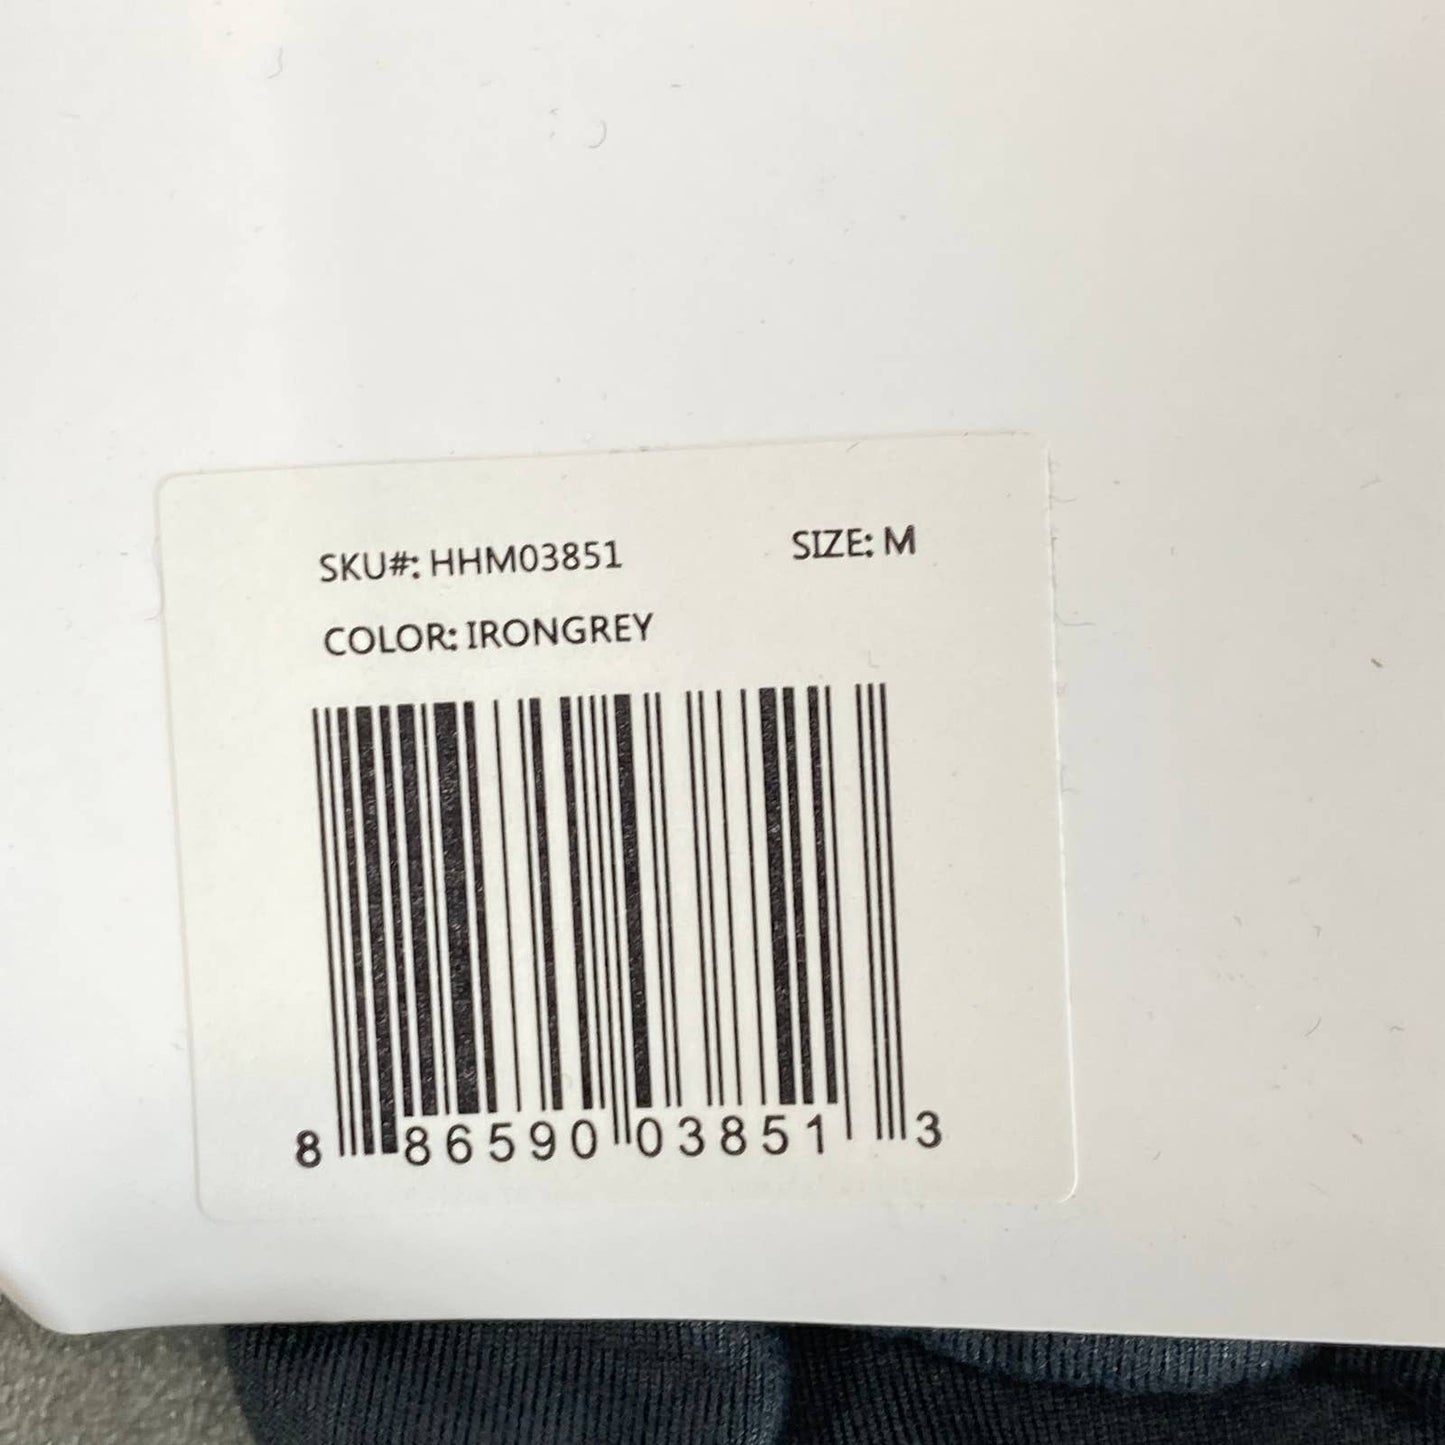 SKU#: HHM03851 SIZE: M
COLOR: IRONGREY
8 86590 03851 3